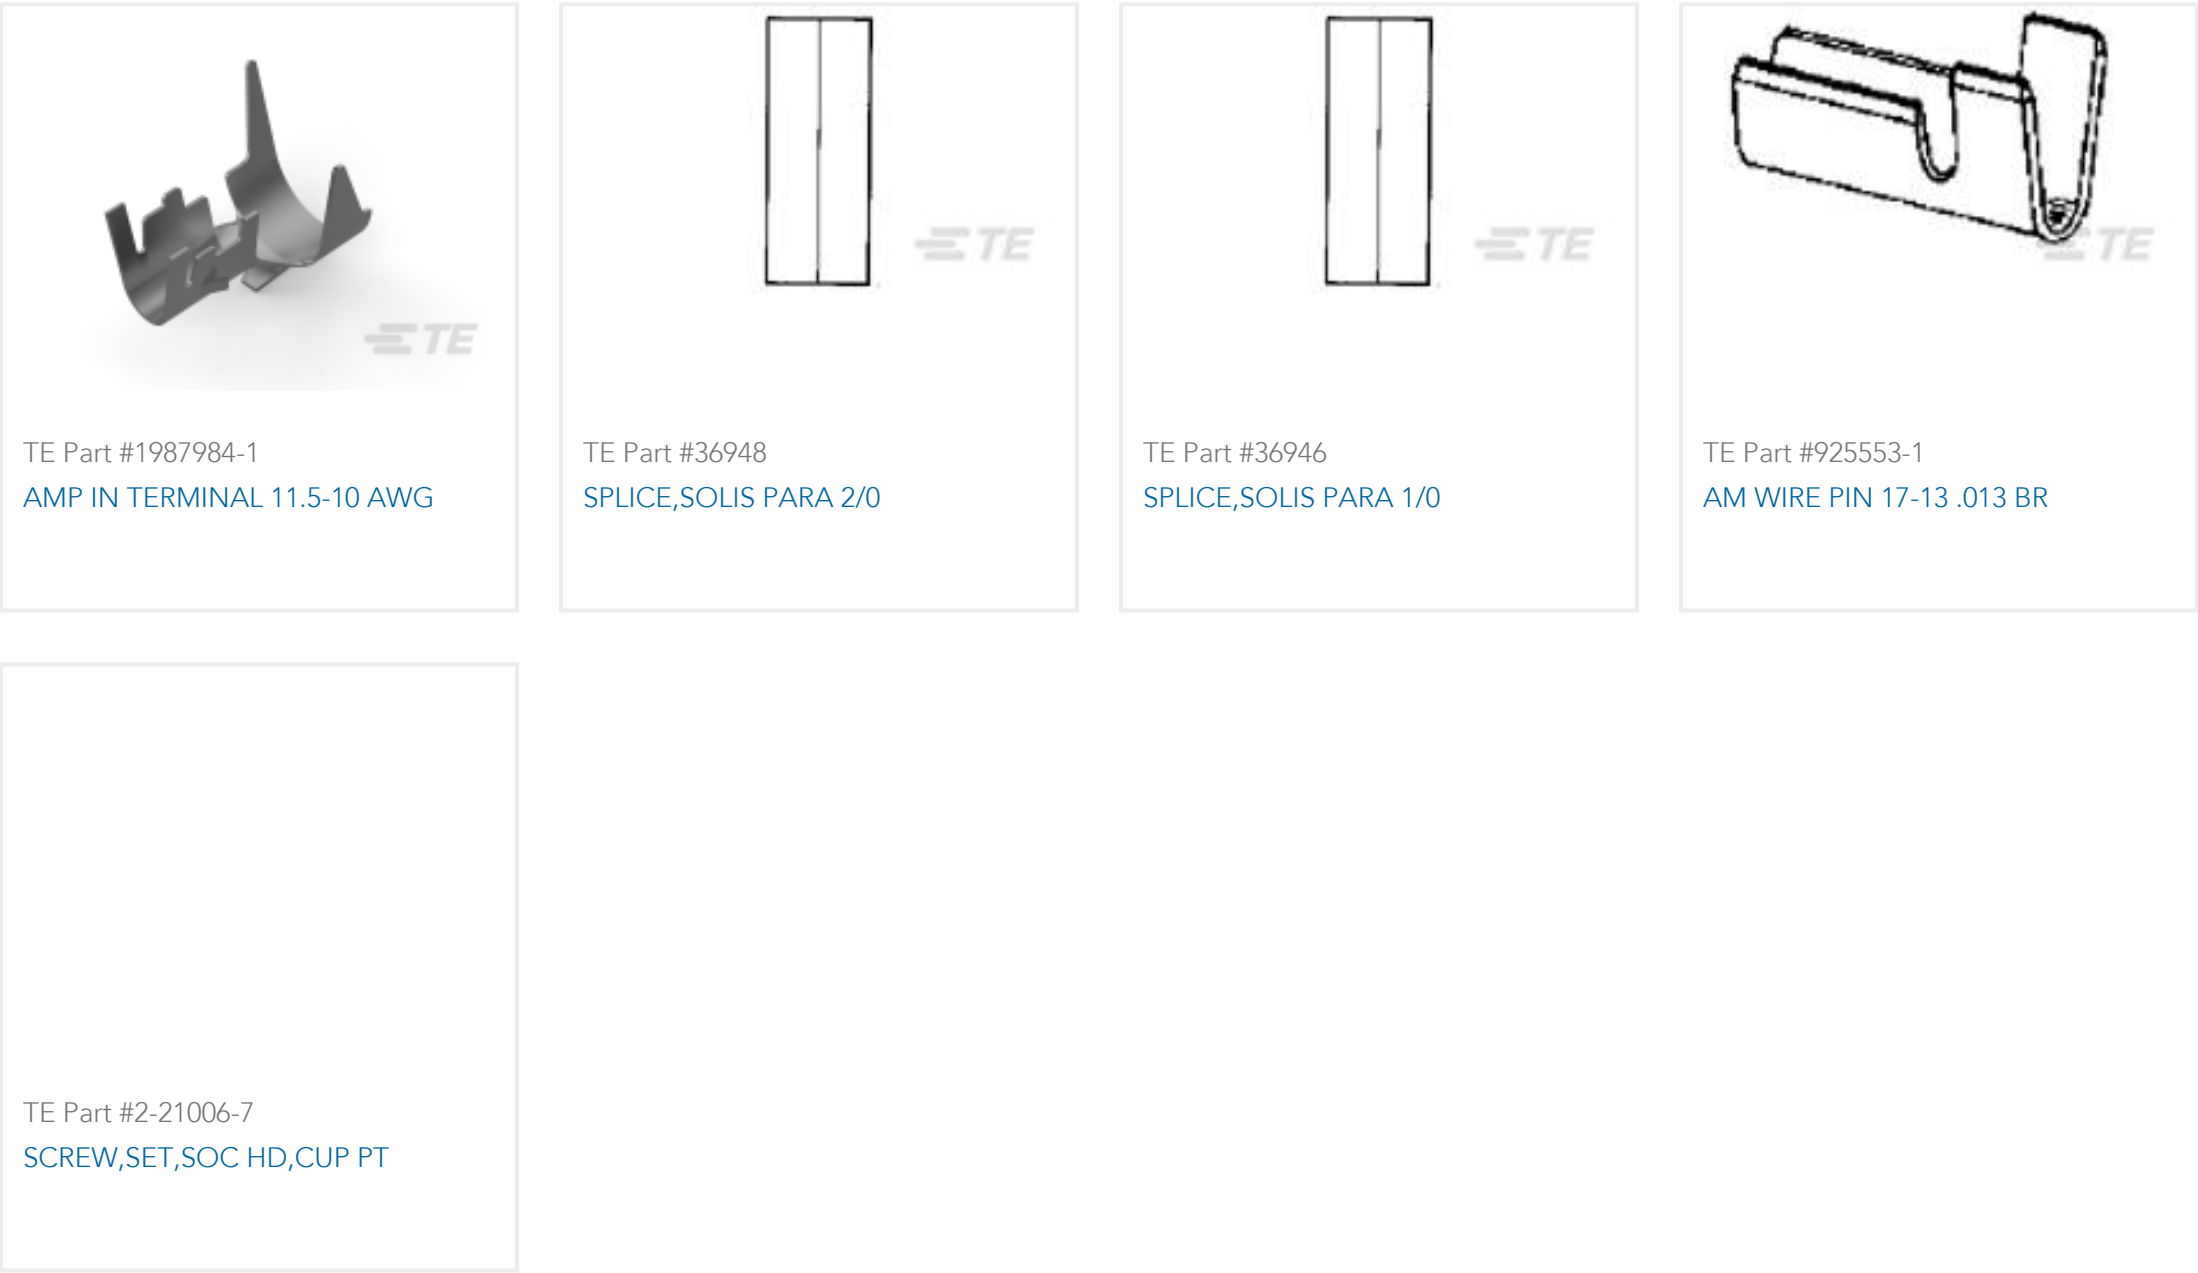 TE
TE
TE
TE
TE Part #1987984-1
AMP IN TERMINAL 11.5-10 AWG
TE Part #36948
SPLICE,SOLIS PARA 2/0
TE Part #36946
SPLICE,SOLIS PARA 1/0
TE Part #925553-1
AM WIRE PIN 17-13 .013 BR
TE Part #2-21006-7
SCREW,SET,SOC HD,CUP PT